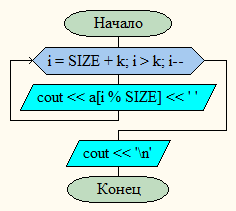 Начало
i = SIZE + k; i > k; i--
cout << a[i % SIZE] << ' '
cout << '\n'
Конец